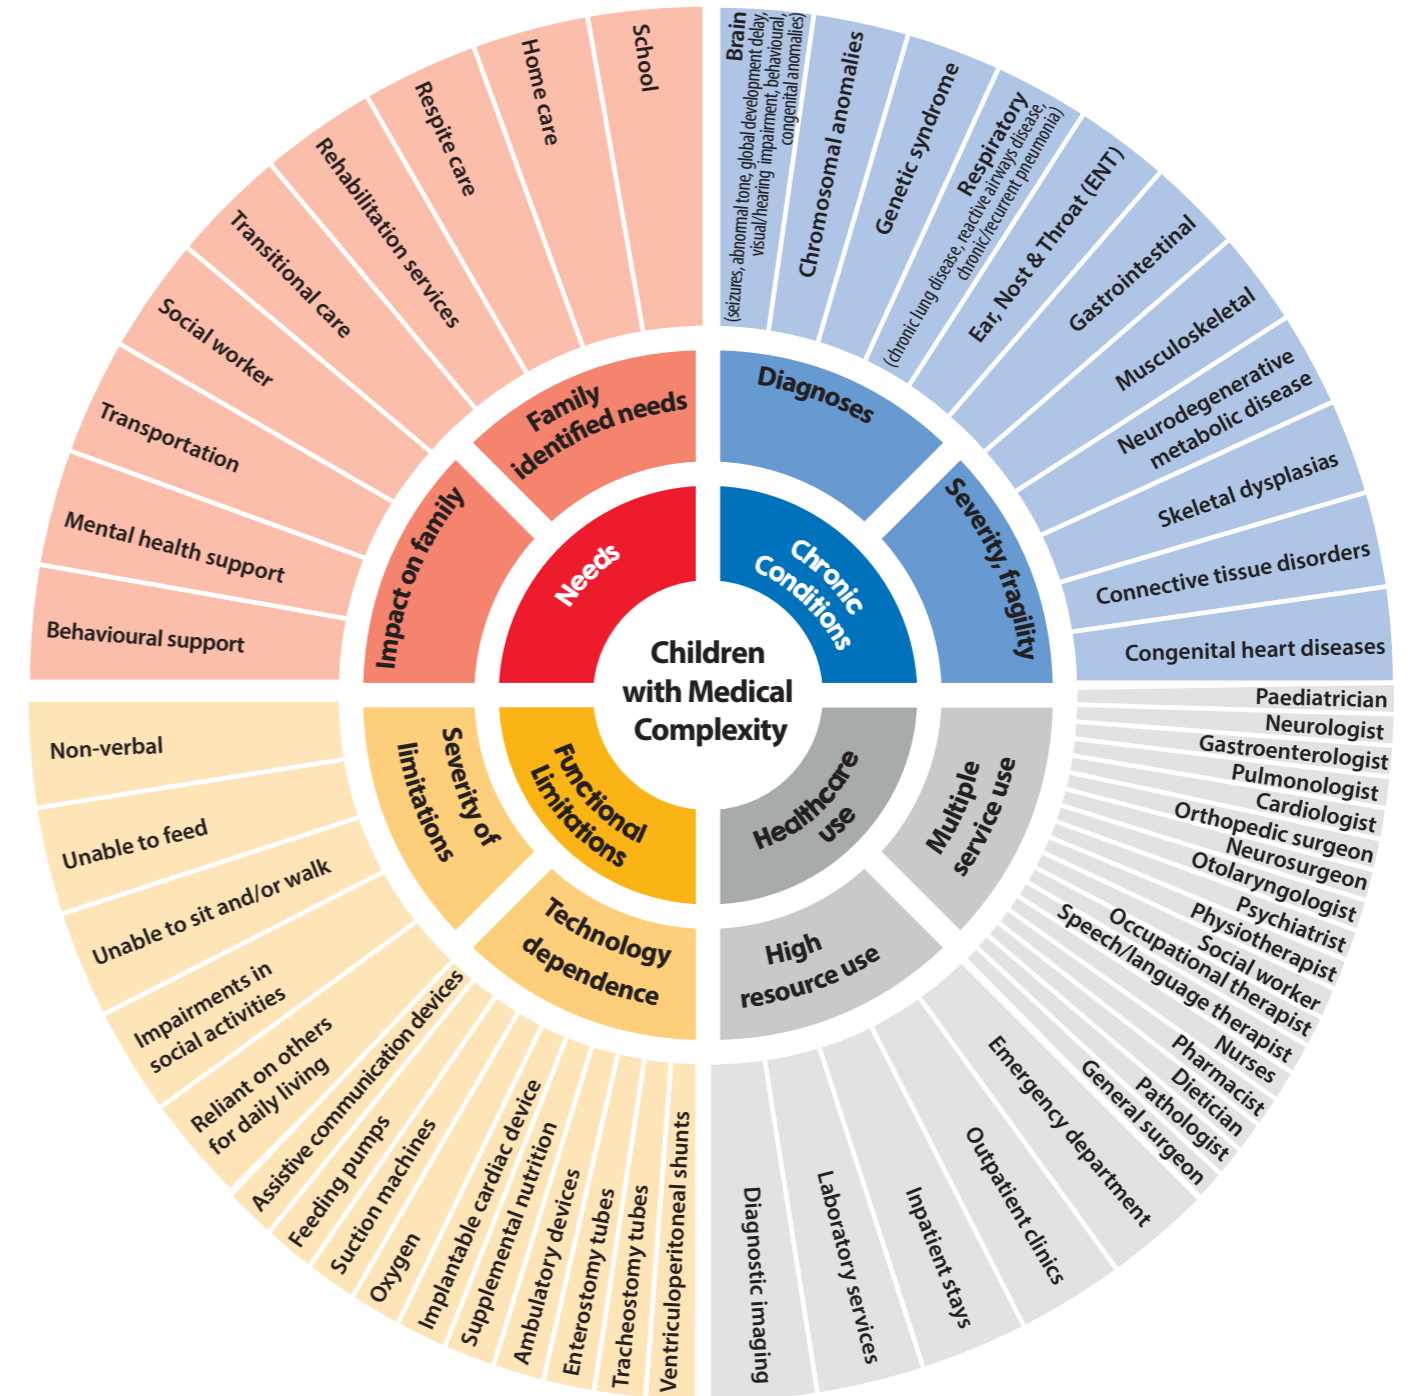 Children
with Medical
Complexity
Chronic
Conditions
Diagnoses
Severity, fragility
Brain
(seizures, abnormal tone, global development delay,
visual/hearing impairment, behavioural,
congenital anomalies)
Chromosomal anomalies
Genetic syndrome
Respiratory
(chronic lung disease, reactive airways disease,
chronic/recurrent pneumonia)
Ear, Nost & Throat (ENT)
Gastrointestinal
Musculoskeletal
Neurodegenerative
metabolic disease
Skeletal dysplasias
Connective tissue disorders
Congenital heart diseases
Healthcare
use
Multiple
service use
High
resource use
Paediatrician
Neurologist
Gastroenterologist
Pulmonologist
Cardiologist
Orthopedic surgeon
Neurosurgeon
Otolaryngologist
Psychiatrist
Physiotherapist
Social worker
Occupational therapist
Speech/language therapist
Nurses
Pharmacist
Dietician
Pathologist
General surgeon
Emergency department
Outpatient clinics
Inpatient stays
Laboratory services
Diagnostic imaging
Functional
Limitations
Technology
dependence
Severity of
limitations
Ventriculoperitoneal shunts
Tracheostomy tubes
Enterostomy tubes
Ambulatory devices
Supplemental nutrition
Implantable cardiac device
Oxygen
Suction machines
Feeding pumps
Assistive communication devices
Reliant on others
for daily living
Impairments in
social activities
Unable to sit and/or walk
Unable to feed
Non-verbal
Needs
Impact on family
Family
identified needs
Behavioural support
Mental health support
Transportation
Social worker
Transitional care
Rehabilitation services
Respite care
Home care
School